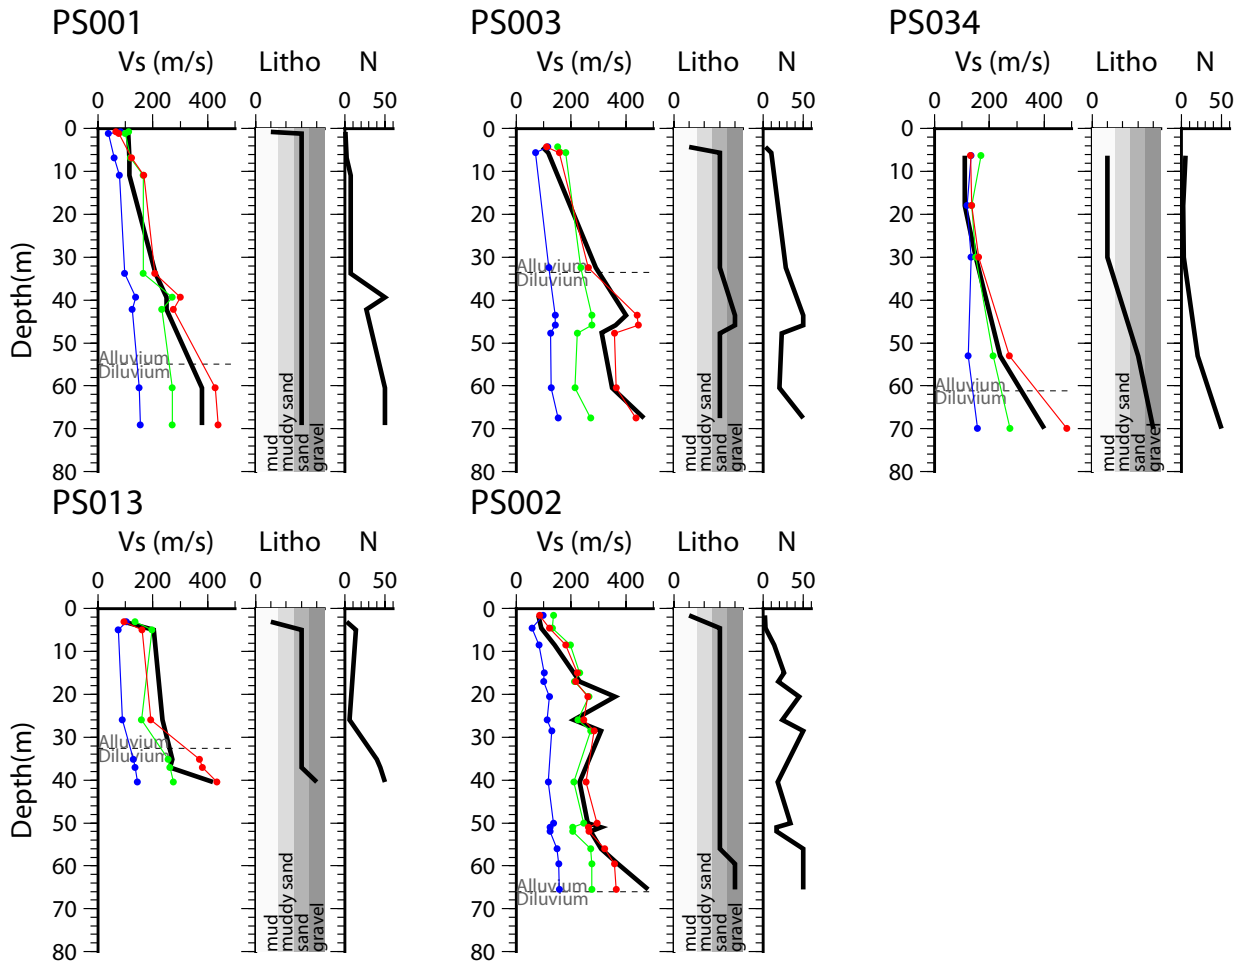 PS001
Vs (m/s) Litho N
0 200 400 0 0 50
Depth(m)
0
10
20
30
40
50
60
70
80
Alluvium
Diluvium
mud
muddy sand
sand
gravel
PS003
Vs (m/s) Litho N
0 200 400 0 0 50
0
10
20
30
40
50
60
70
80
Alluvium
Diluvium
mud
muddy sand
sand
gravel
PS034
Vs (m/s) Litho N
0 200 400 0 0 50
0
10
20
30
40
50
60
70
80
Alluvium
Diluvium
mud
muddy sand
sand
gravel
PS013
Vs (m/s) Litho N
0 200 400 0 0 50
Depth(m)
0
10
20
30
40
50
60
70
80
Alluvium
Diluvium
mud
muddy sand
sand
gravel
PS002
Vs (m/s) Litho N
0 200 400 0 0 50
0
10
20
30
40
50
60
70
80
Alluvium
Diluvium
mud
muddy sand
sand
gravel